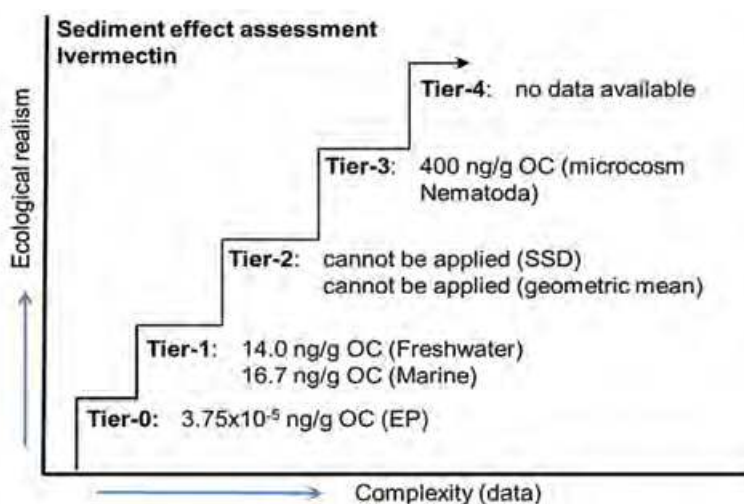 Sediment effect assessment
Ivermectin
Tier-4: no data available
Tier-3: 400 ng/g OC (microcosm
Nematoda)
Tier-2: cannot be applied (SSD)
cannot be applied (geometric mean)
Tier-1: 14.0 ng/g OC (Freshwater)
16.7 ng/g OC (Marine)
Tier-0: 3.75x10⁻⁵ ng/g OC (EP)
Ecological realism
Complexity (data)